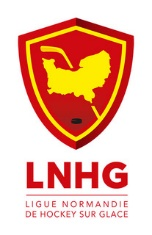 LNHG
LIGUE NORMANDIE
DE HOCKEY SUR GLACE